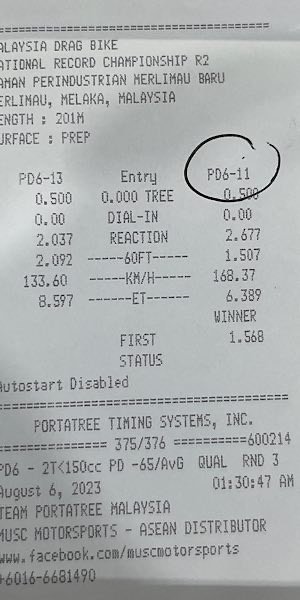 =====================================
ALAYSIA DRAG BIKE
ATIONAL RECORD CHAMPIONSHIP R2
AMAN PERINDUSTRIAN MERLIMAU BARU
ERLIMAU, MELAKA, MALAYSIA
ENGTH : 201M
URFACE : PREP
PD6-13 Entry PD6-11
0.500 0.000 TREE 0.500
0.00 DIAL-IN 0.00
2.037 REACTION 2.677
2.092 -----60FT----- 1.507
133.60 -----KM/H----- 168.37
8.597 ------ET------ 6.389
WINNER
FIRST 1.568
STATUS
Autostart Disabled
=====================================
PORTATREE TIMING SYSTEMS, INC.
=============== 375/376 ==========600214
PD6 - 2T<150cc PD -65/AvG QUAL RND 3
August 6, 2023 01:30:47 AM
TEAM PORTATREE MALAYSIA
MUSC MOTORSPORTS - ASEAN DISTRIBUTOR
www.facebook.com/muscmotorsports
+6016-6681490